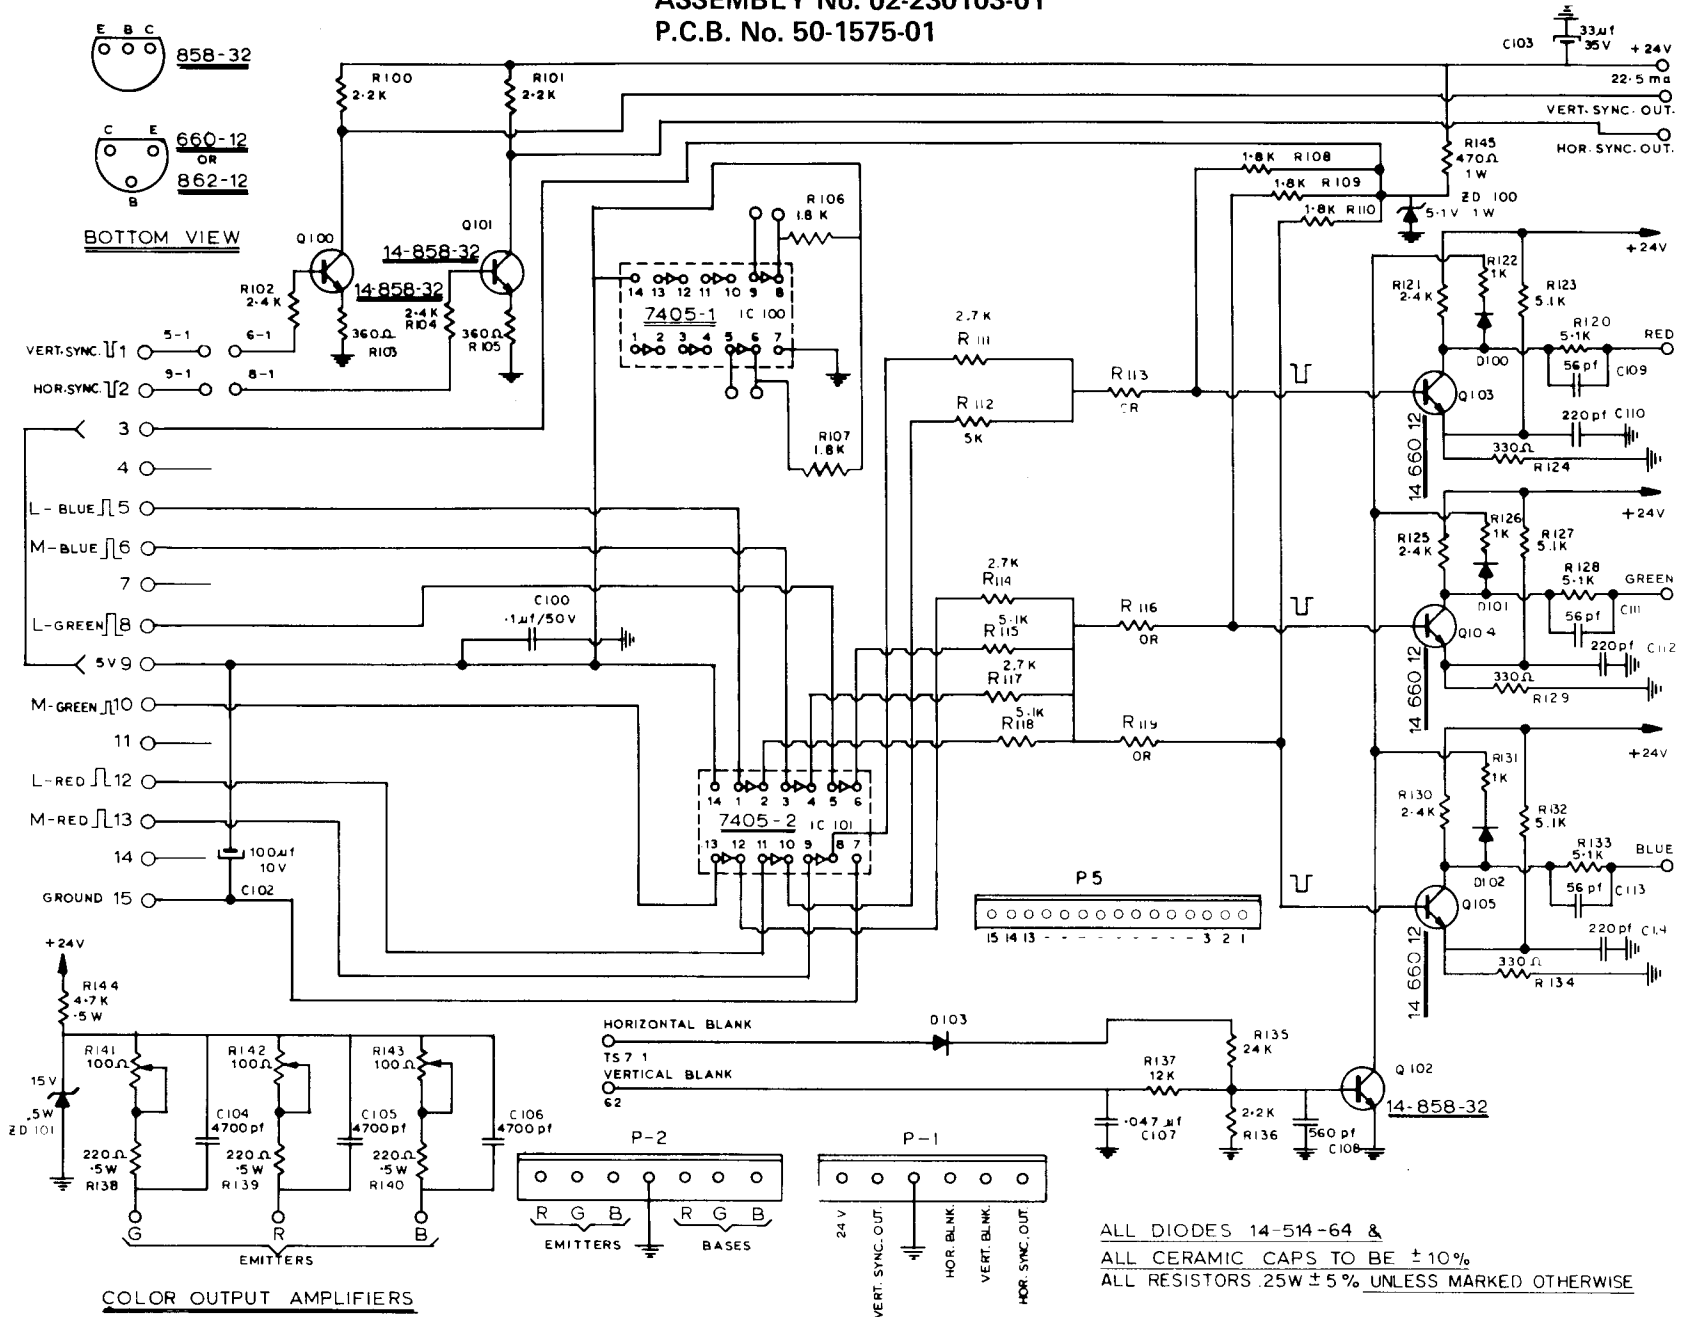 ASSEMBLY No. 02-230103-01
P.C.B. No. 50-1575-01
E B C
858-32
C E
660-12
OR
862-12
B
BOTTOM VIEW
R100
2.2K
R101
2.2K
C103
33µf
35V
+24V
22.5 ma
VERT. SYNC. OUT.
HOR. SYNC. OUT.
R145
470Ω
1W
ZD 100
5.1V 1W
1.8K R108
1.8K R109
1.8K R110
Q100
14-858-32
Q101
14-858-32
R102
2.4K
2.4K
R104
360Ω
R103
360Ω
R105
R106
1.8K
R107
1.8K
14 13 12 11 10 9 8
7405-1 IC 100
1 2 3 4 5 6 7
VERT. SYNC. 1
5-1
6-1
HOR. SYNC. 2
9-1
8-1
3
4
L-BLUE 5
M-BLUE 6
7
L-GREEN 8
5V 9
M-GREEN 10
11
L-RED 12
M-RED 13
14
GROUND 15
C100
.1µf/50V
100µf
10V
C102
2.7K
R111
R112
5K
R113
2.7K
R114
5.1K
R115
2.7K
R117
5.1K
R118
R116
OR
R119
OR
14 1 2 3 4 5 6
7405-2 IC 101
13 12 11 10 9 8 7
P5
15 14 13 - - - - - - - - - 3 2 1
+24V
R121
2.4K
R122
1K
R123
5.1K
D100
R120
5.1K
56pf
C109
RED
Q103
14 660 12
220pf C110
330Ω
R124
+24V
R125
2.4K
R126
1K
R127
5.1K
D101
R128
5.1K
56pf
C111
GREEN
Q104
14 660 12
220pf C112
330Ω
R129
+24V
R130
2.4K
R131
1K
R132
5.1K
D102
R133
5.1K
56pf
C113
BLUE
Q105
14 660 12
220pf C114
330Ω
R134
+24V
R144
4.7K
.5W
15V
.5W
ZD101
R141
100Ω
R142
100Ω
R143
100Ω
C104
4700pf
C105
4700pf
C106
4700pf
220Ω
.5W
R138
220Ω
.5W
R139
220Ω
.5W
R140
G R B
EMITTERS
COLOR OUTPUT AMPLIFIERS
HORIZONTAL BLANK
TS7 1
VERTICAL BLANK
62
D103
R135
24K
R137
12K
.047µf
C107
2.2K
R136
560pf
C108
Q102
14-858-32
P-2
R G B R G B
EMITTERS BASES
P-1
24V
VERT. SYNC. OUT.
HOR. BLNK.
VERT. BLNK.
HOR. SYNC. OUT.
ALL DIODES 14-514-64 &
ALL CERAMIC CAPS TO BE ±10%
ALL RESISTORS .25W ±5% UNLESS MARKED OTHERWISE